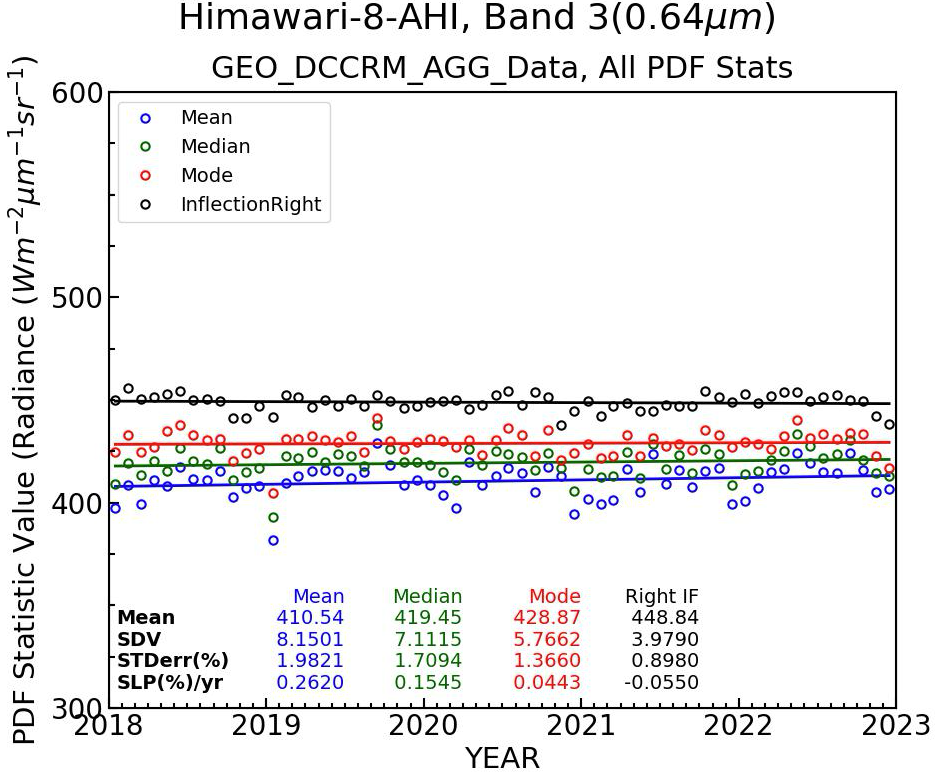 Himawari-8-AHI, Band 3(0.64μm)
GEO_DCCRM_AGG_Data, All PDF Stats
PDF Statistic Value (Radiance (Wm⁻²μm⁻¹sr⁻¹)
600
500
400
300
Mean
Median
Mode
InflectionRight
Mean Median Mode Right IF
Mean 410.54 419.45 428.87 448.84
SDV 8.1501 7.1115 5.7662 3.9790
STDerr(%) 1.9821 1.7094 1.3660 0.8980
SLP(%)/yr 0.2620 0.1545 0.0443 -0.0550
2018 2019 2020 2021 2022 2023
YEAR